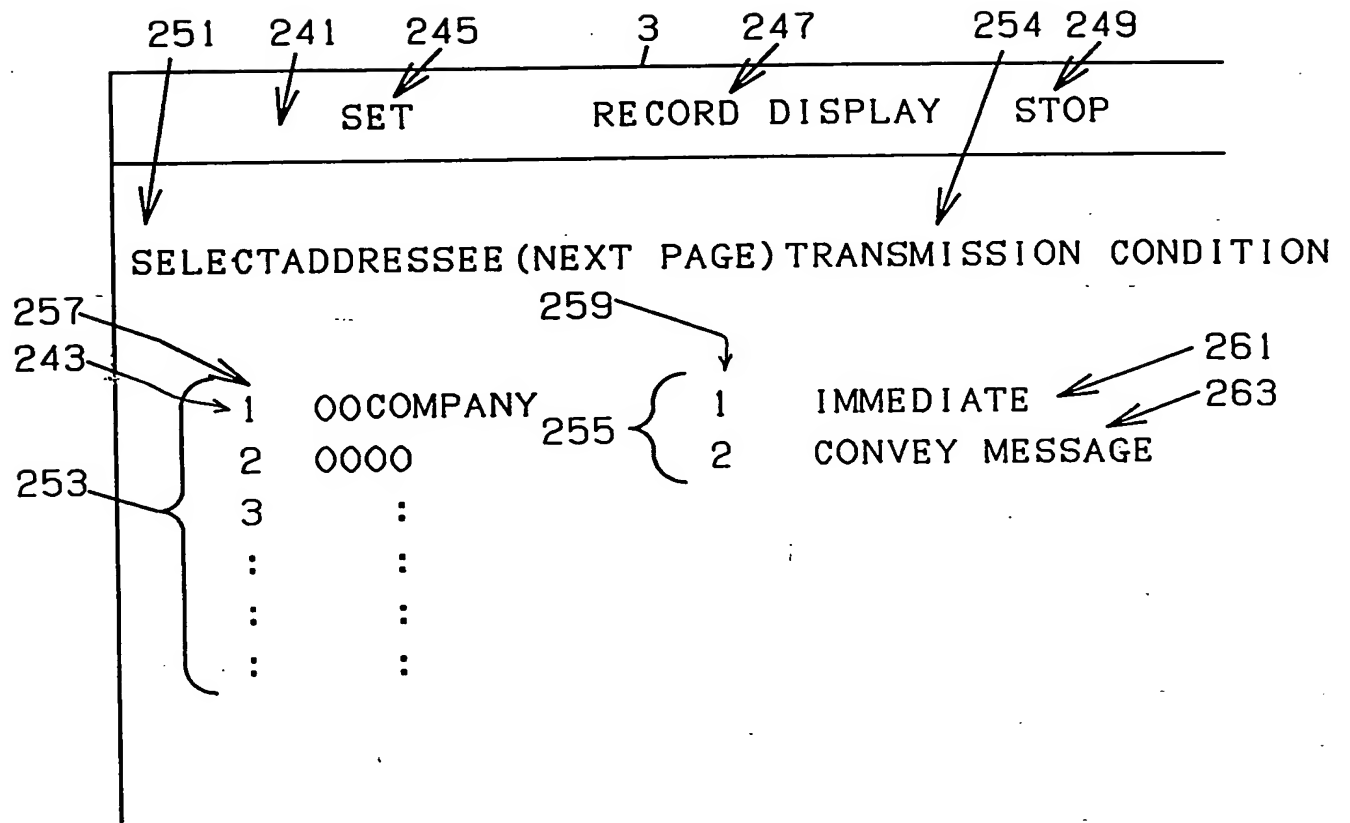 251 241 245 3 247 254 249
SET RECORD DISPLAY STOP
SELECTADDRESSEE (NEXT PAGE) TRANSMISSION CONDITION
257 259
243 261
1 OOCOMPANY 1 IMMEDIATE 263
255
2 OOOO 2 CONVEY MESSAGE
253
3 :
: :
: :
: :